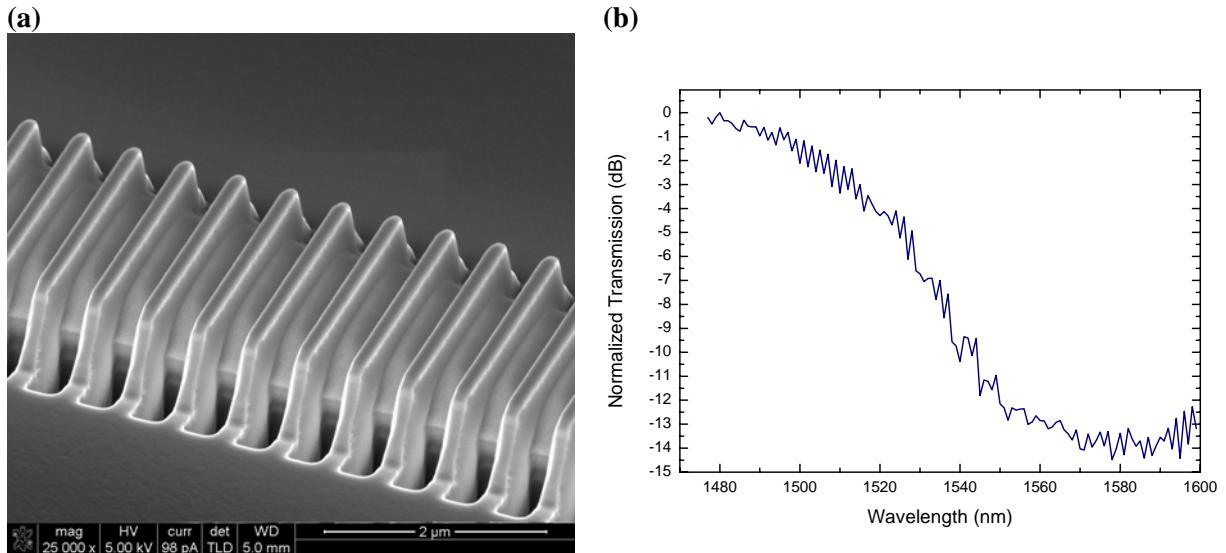 (a)
(b)
mag HV curr det WD
25 000 x 5.00 kV 98 pA TLD 5.0 mm
2 µm
Normalized Transmission (dB)
0
-1
-2
-3
-4
-5
-6
-7
-8
-9
-10
-11
-12
-13
-14
-15
1480 1500 1520 1540 1560 1580 1600
Wavelength (nm)